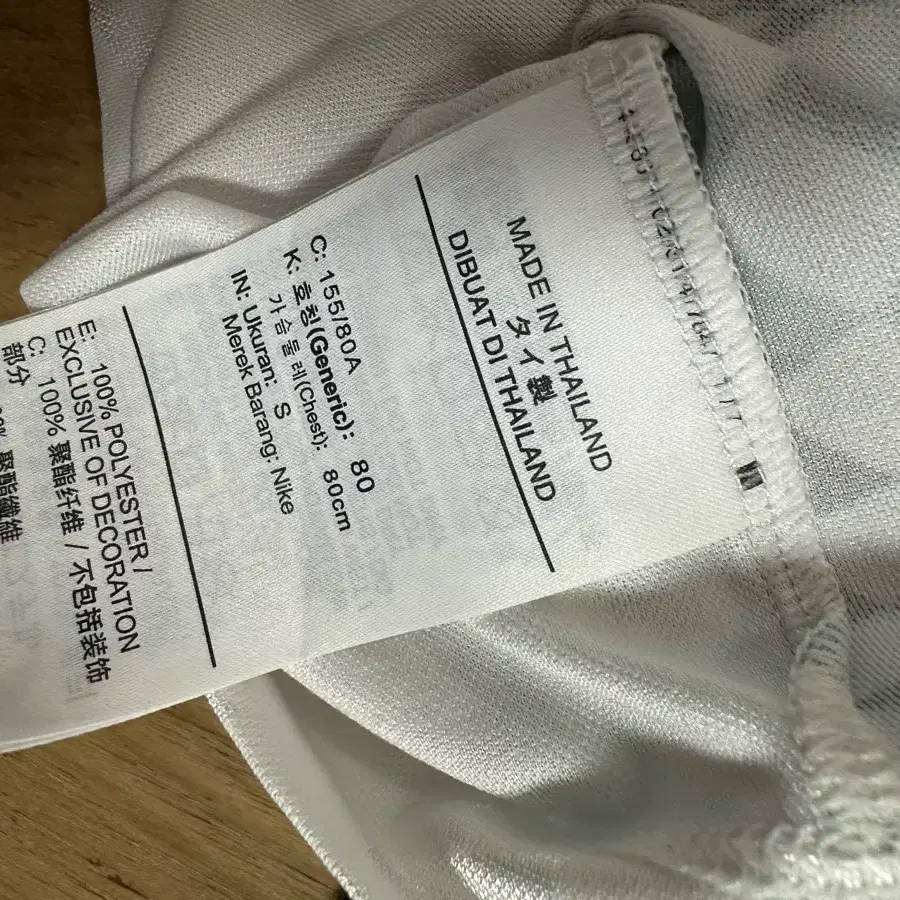 MADE IN THAILAND
タイ製
DIBUAT DI THAILAND
C: 155/80A
K: 호칭(Generic): 80
가슴둘레(Chest): 80cm
IN: Ukuran: S
Merek Barang: Nike
E: 100% POLYESTER /
EXCLUSIVE OF DECORATION
C: 100% 聚酯纤维 / 不包括装饰
部分
聚酯纖維